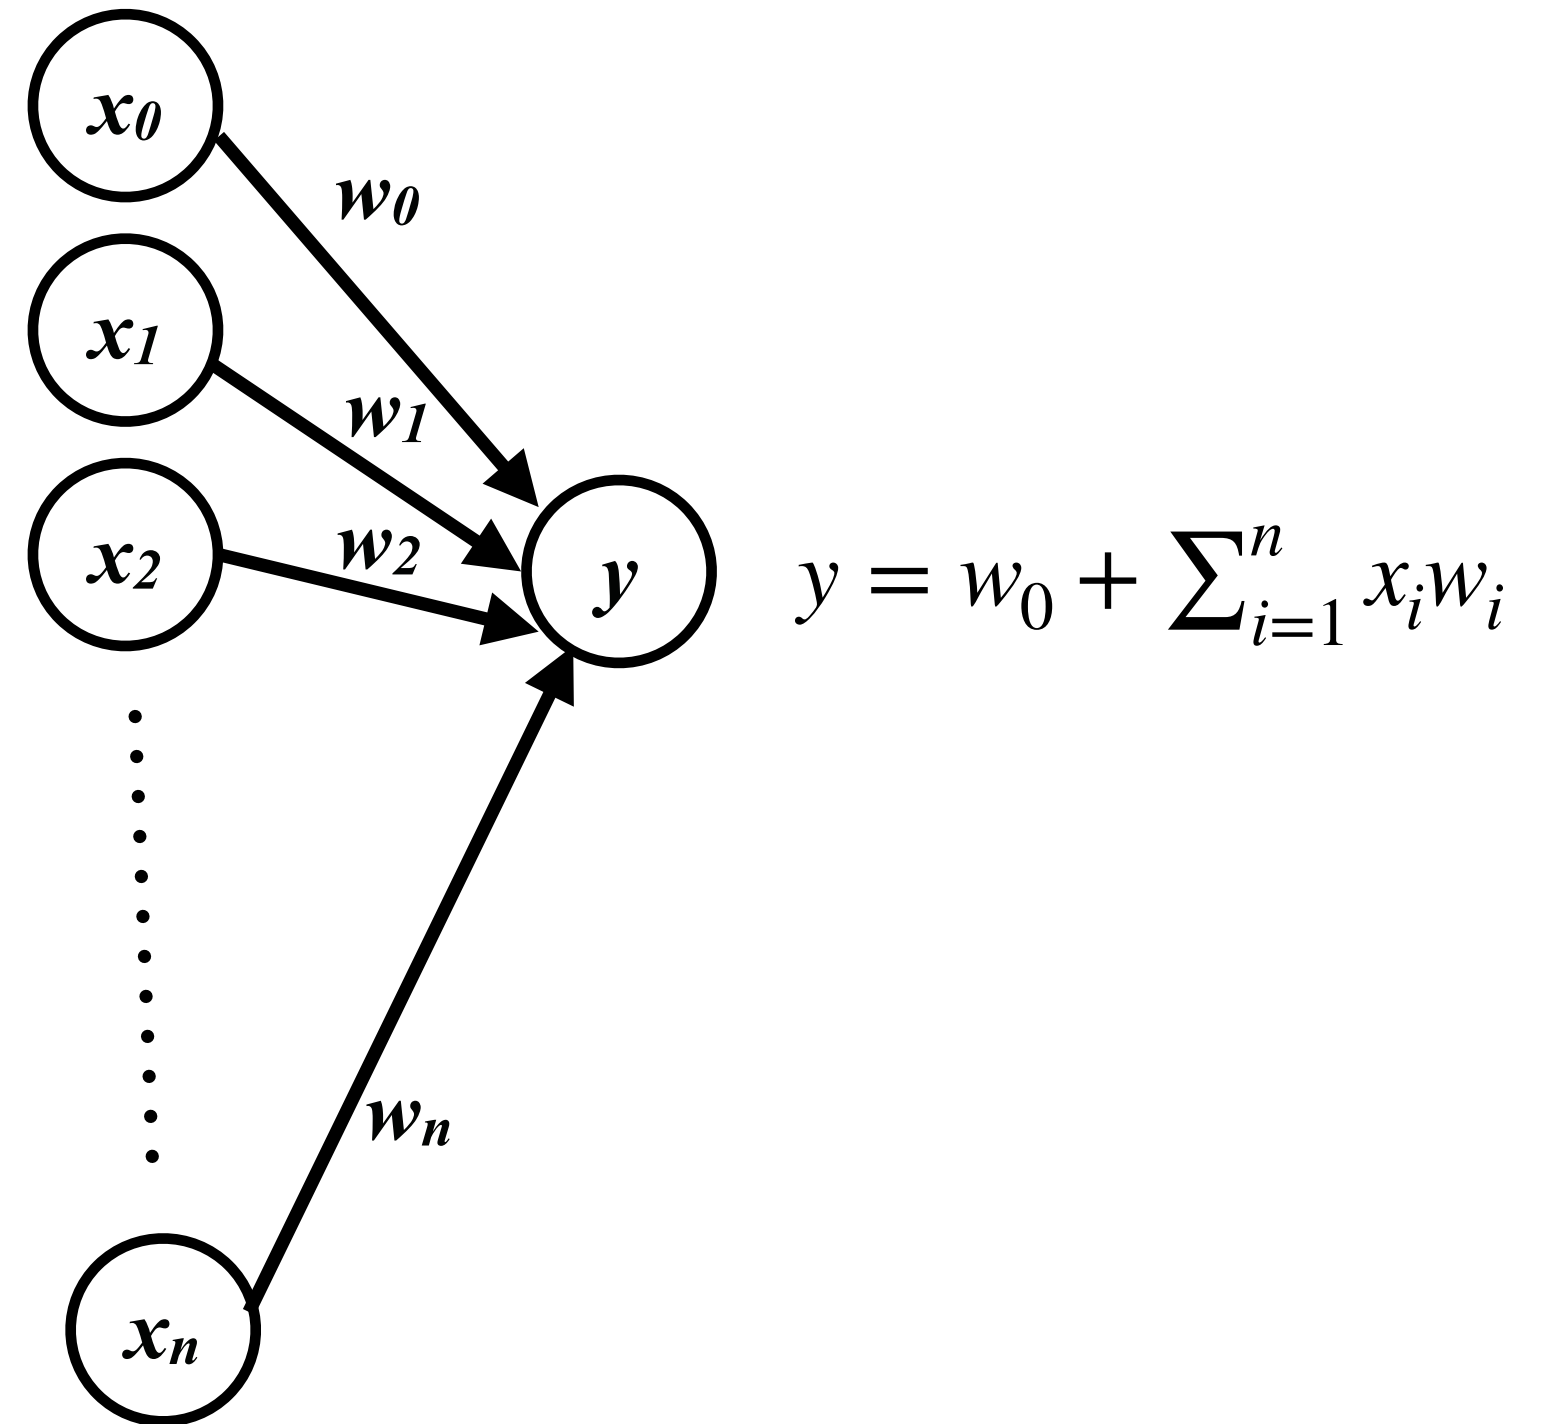 x₀
w₀
x₁
w₁
x₂
w₂
y
y = w₀ + ∑ⁿᵢ₌₁ xᵢwᵢ
wₙ
xₙ